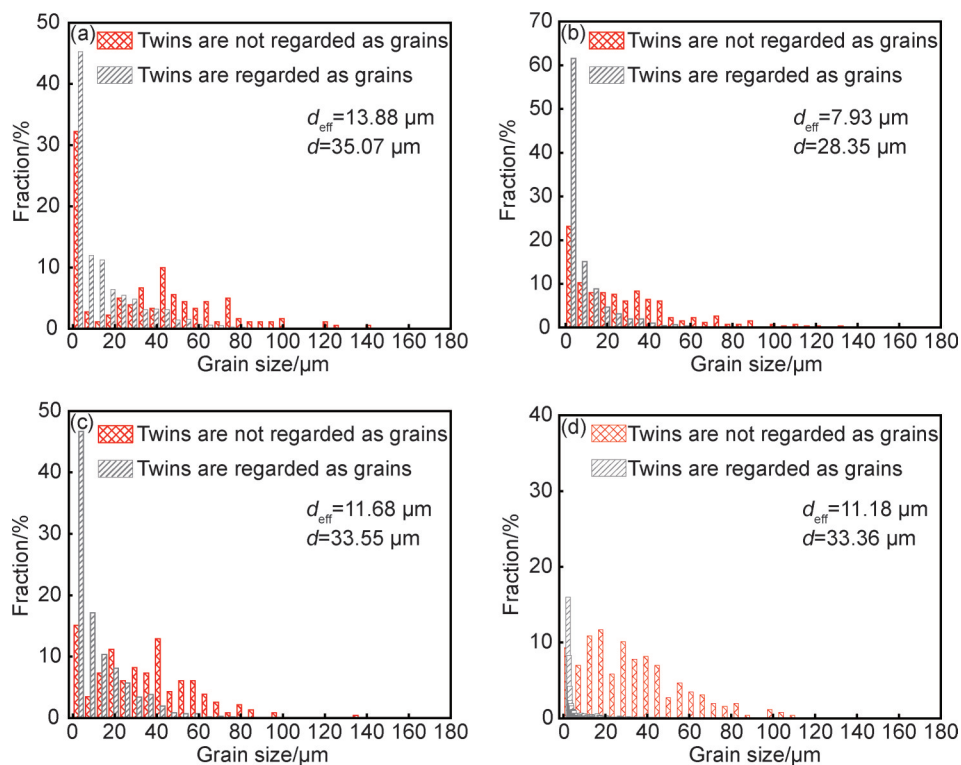 (a)
Twins are not regarded as grains
Twins are regarded as grains
d_eff=13.88 μm
d=35.07 μm
Fraction/%
50
40
30
20
10
0
0 20 40 60 80 100 120 140 160 180
Grain size/μm
(b)
Twins are not regarded as grains
Twins are regarded as grains
d_eff=7.93 μm
d=28.35 μm
Fraction/%
70
60
50
40
30
20
10
0
0 20 40 60 80 100 120 140 160 180
Grain size/μm
(c)
Twins are not regarded as grains
Twins are regarded as grains
d_eff=11.68 μm
d=33.55 μm
Fraction/%
50
40
30
20
10
0
0 20 40 60 80 100 120 140 160 180
Grain size/μm
(d)
Twins are not regarded as grains
Twins are regarded as grains
d_eff=11.18 μm
d=33.36 μm
Fraction/%
40
30
20
10
0
0 20 40 60 80 100 120 140 160 180
Grain size/μm